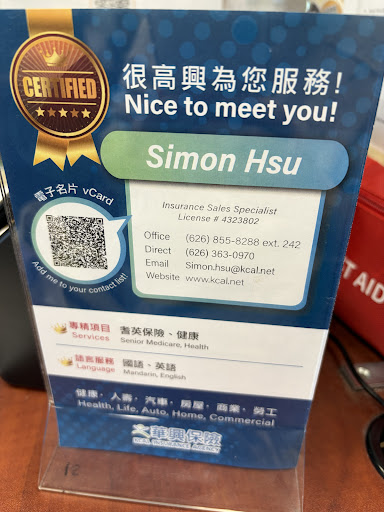 CERTIFIED
很高興為您服務!
Nice to meet you!
Simon Hsu
電子名片 vCard
Add me to your contact list!
Insurance Sales Specialist
License # 4323802
Office (626) 855-8288 ext. 242
Direct (626) 363-0970
Email Simon.hsu@kcal.net
Website www.kcal.net
專精項目 耆英保險、健康
Services Senior Medicare, Health
語言服務 國語、英語
Language Mandarin, English
健康, 人壽, 汽車, 房屋, 商業, 勞工
Health, Life, Auto, Home, Commercial
華興保險
KCAL INSURANCE AGENCY
T AID